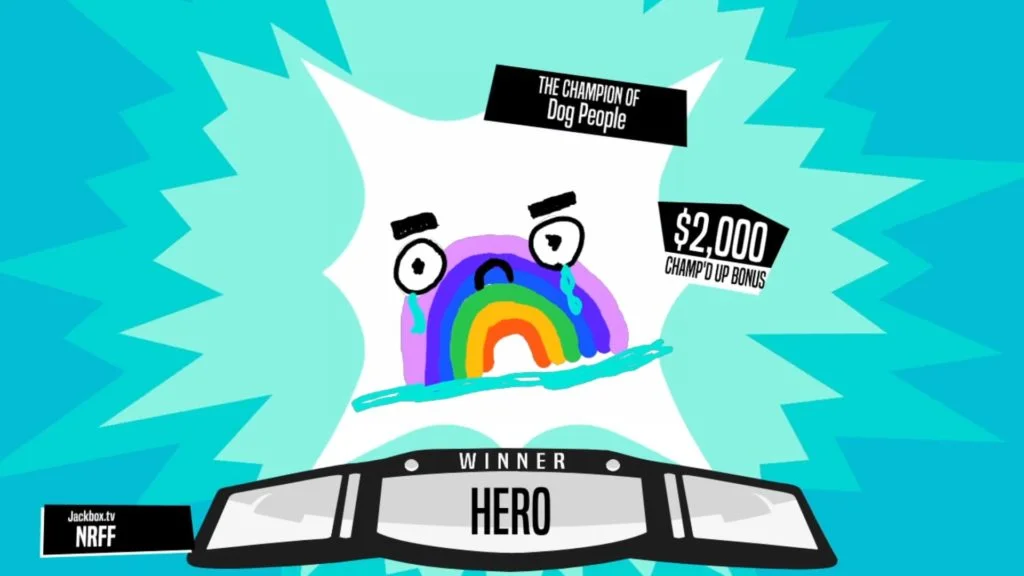 THE CHAMPION OF
Dog People
$2,000
CHAMP'D UP BONUS
WINNER
HERO
Jackbox.tv
NRFF